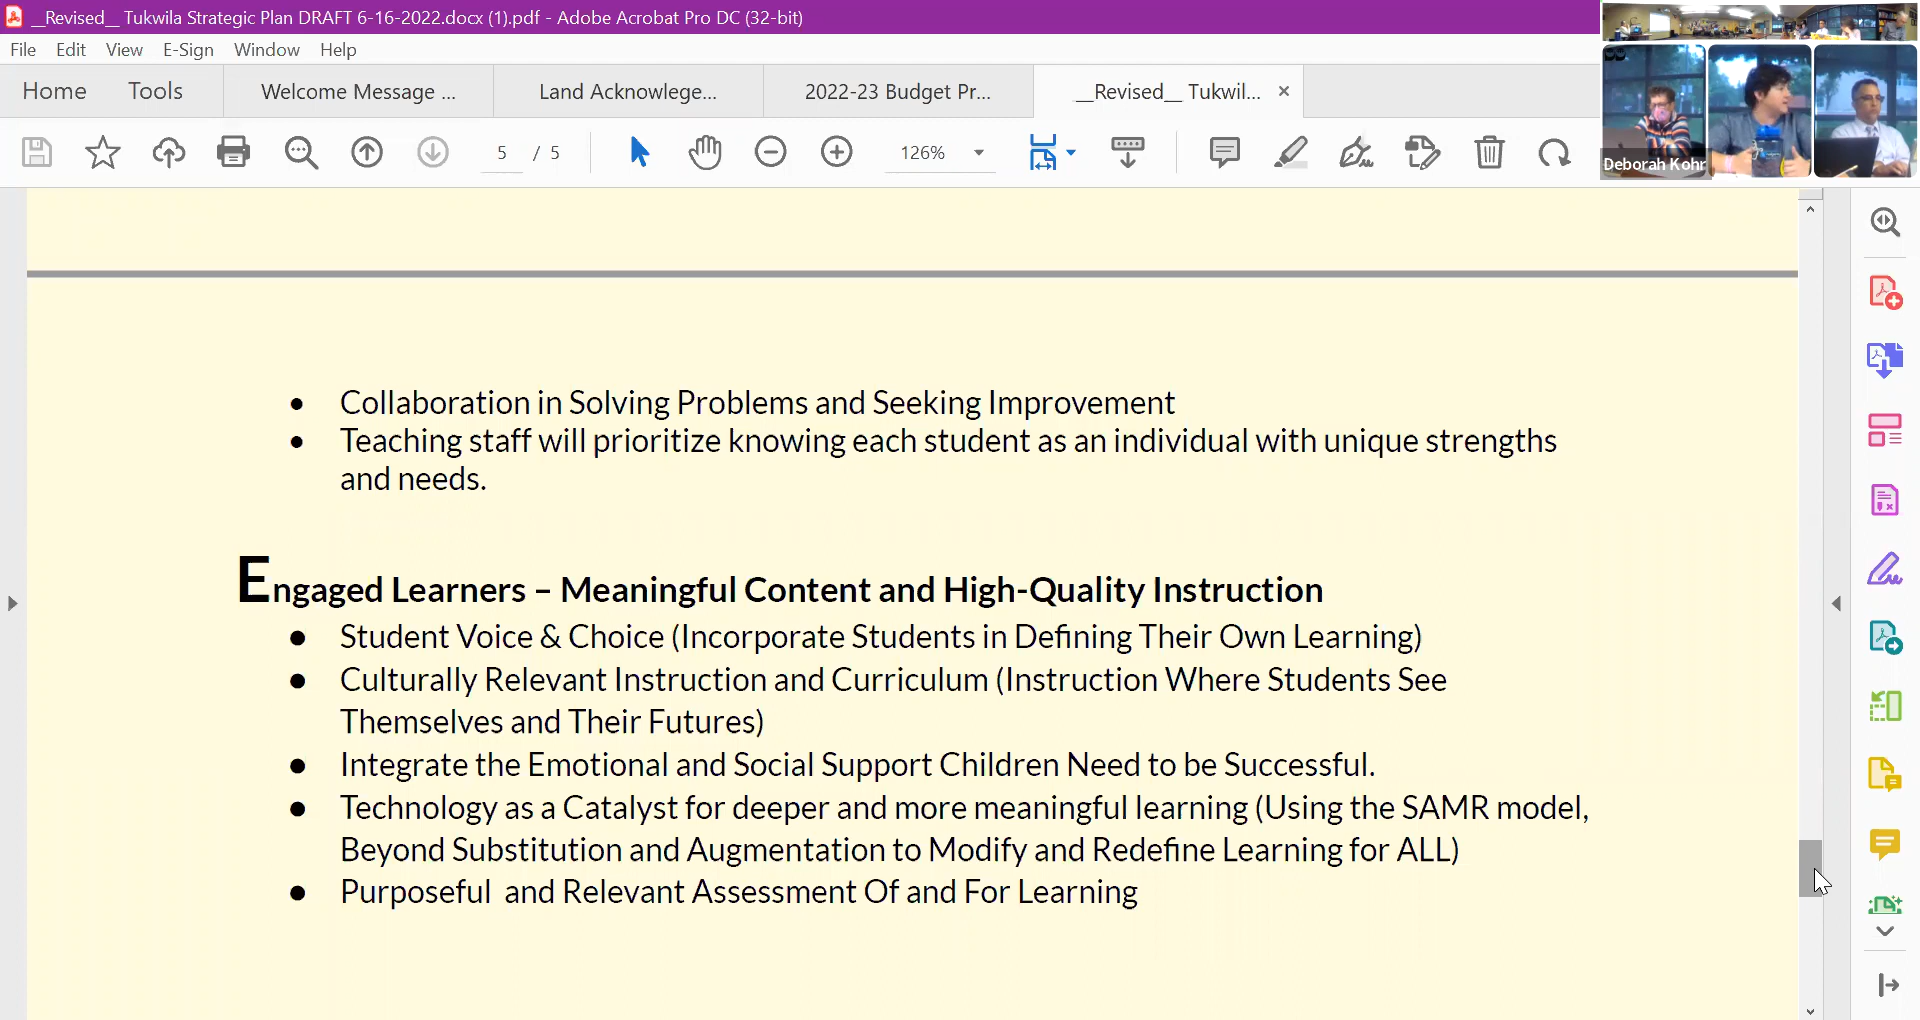 __Revised__ Tukwila Strategic Plan DRAFT 6-16-2022.docx (1).pdf - Adobe Acrobat Pro DC (32-bit)
File Edit View E-Sign Window Help
Home Tools Welcome Message ... Land Acknowlege... 2022-23 Budget Pr... __Revised__ Tukwil... ×
5 / 5 126%
Deborah Kohr
• Collaboration in Solving Problems and Seeking Improvement
• Teaching staff will prioritize knowing each student as an individual with unique strengths
and needs.
Engaged Learners – Meaningful Content and High-Quality Instruction
● Student Voice & Choice (Incorporate Students in Defining Their Own Learning)
● Culturally Relevant Instruction and Curriculum (Instruction Where Students See
Themselves and Their Futures)
● Integrate the Emotional and Social Support Children Need to be Successful.
● Technology as a Catalyst for deeper and more meaningful learning (Using the SAMR model,
Beyond Substitution and Augmentation to Modify and Redefine Learning for ALL)
● Purposeful  and Relevant Assessment Of and For Learning